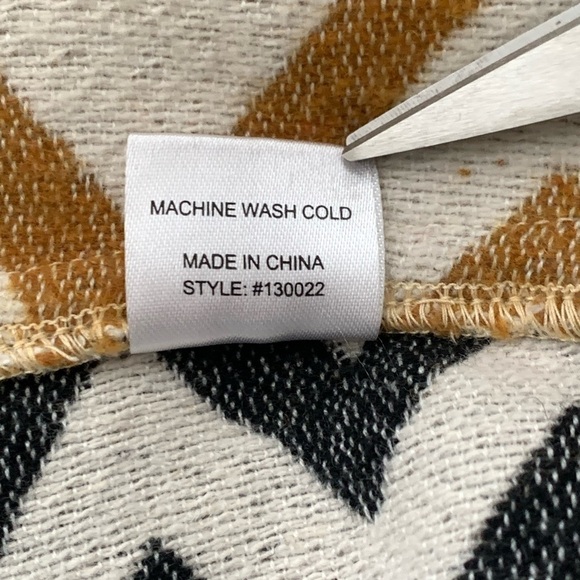 MACHINE WASH COLD
MADE IN CHINA
STYLE: #130022